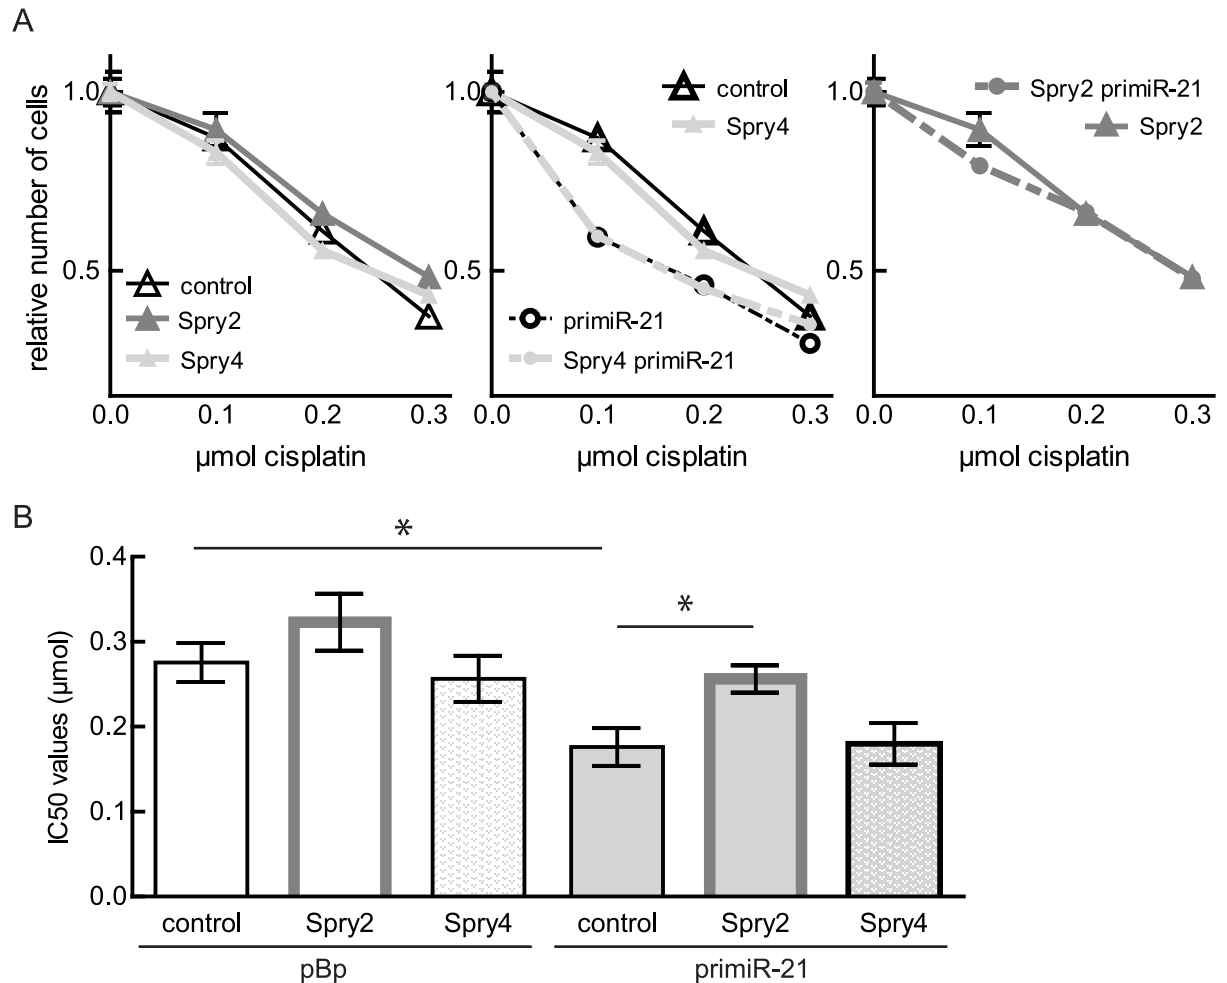 A
relative number of cells
1.0
0.5
control
Spry2
Spry4
0.0 0.1 0.2 0.3
µmol cisplatin
1.0
0.5
control
Spry4
primiR-21
Spry4 primiR-21
0.0 0.1 0.2 0.3
µmol cisplatin
1.0
0.5
Spry2 primiR-21
Spry2
0.0 0.1 0.2 0.3
µmol cisplatin
B
IC50 values (µmol)
0.4
0.3
0.2
0.1
0.0
*
*
control Spry2 Spry4 control Spry2 Spry4
pBp primiR-21